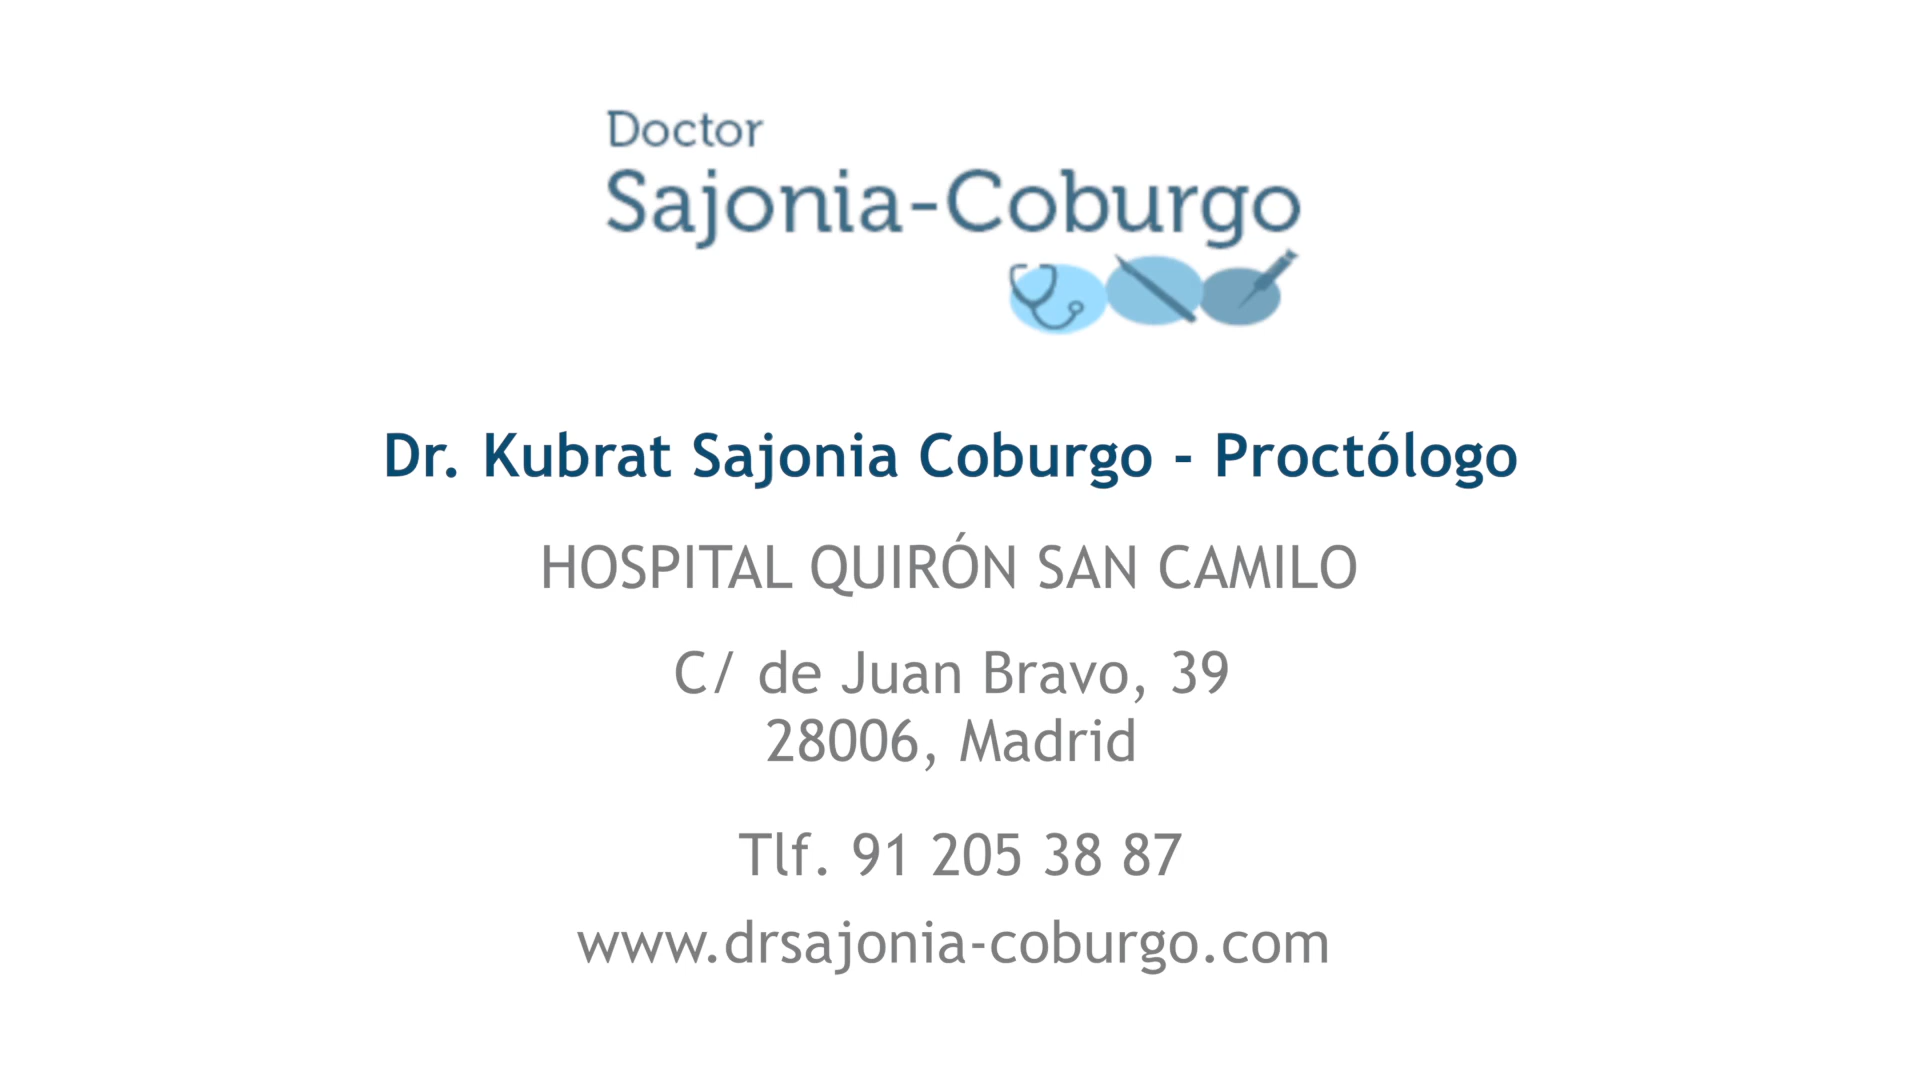 Doctor
Sajonia-Coburgo
Dr. Kubrat Sajonia Coburgo - Proctólogo
HOSPITAL QUIRÓN SAN CAMILO
C/ de Juan Bravo, 39
28006, Madrid
Tlf. 91 205 38 87
www.drsajonia-coburgo.com